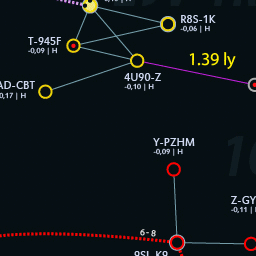 R8S-1K
-0,06 | H
T-945F
-0,09 | H
1.39 ly
4U90-Z
-0,10 | H
AD-CBT
-0,17 | H
Y-PZHM
-0,09 | H
Z-GY
-0,11 |
6-8